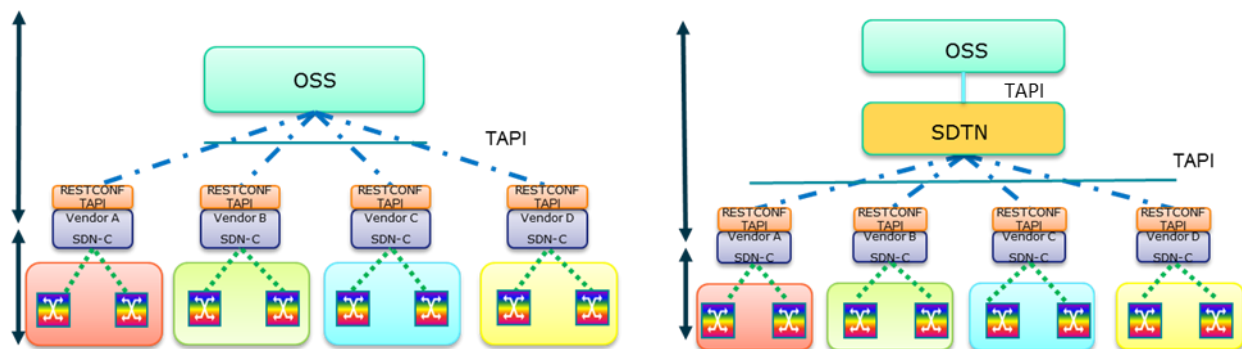 OSS
TAPI
RESTCONF
TAPI
Vendor A
SDN-C
RESTCONF
TAPI
Vendor B
SDN-C
RESTCONF
TAPI
Vendor C
SDN-C
RESTCONF
TAPI
Vendor D
SDN-C
OSS
TAPI
SDTN
TAPI
RESTCONF
TAPI
Vendor A
SDN-C
RESTCONF
TAPI
Vendor B
SDN-C
RESTCONF
TAPI
Vendor C
SDN-C
RESTCONF
TAPI
Vendor D
SDN-C